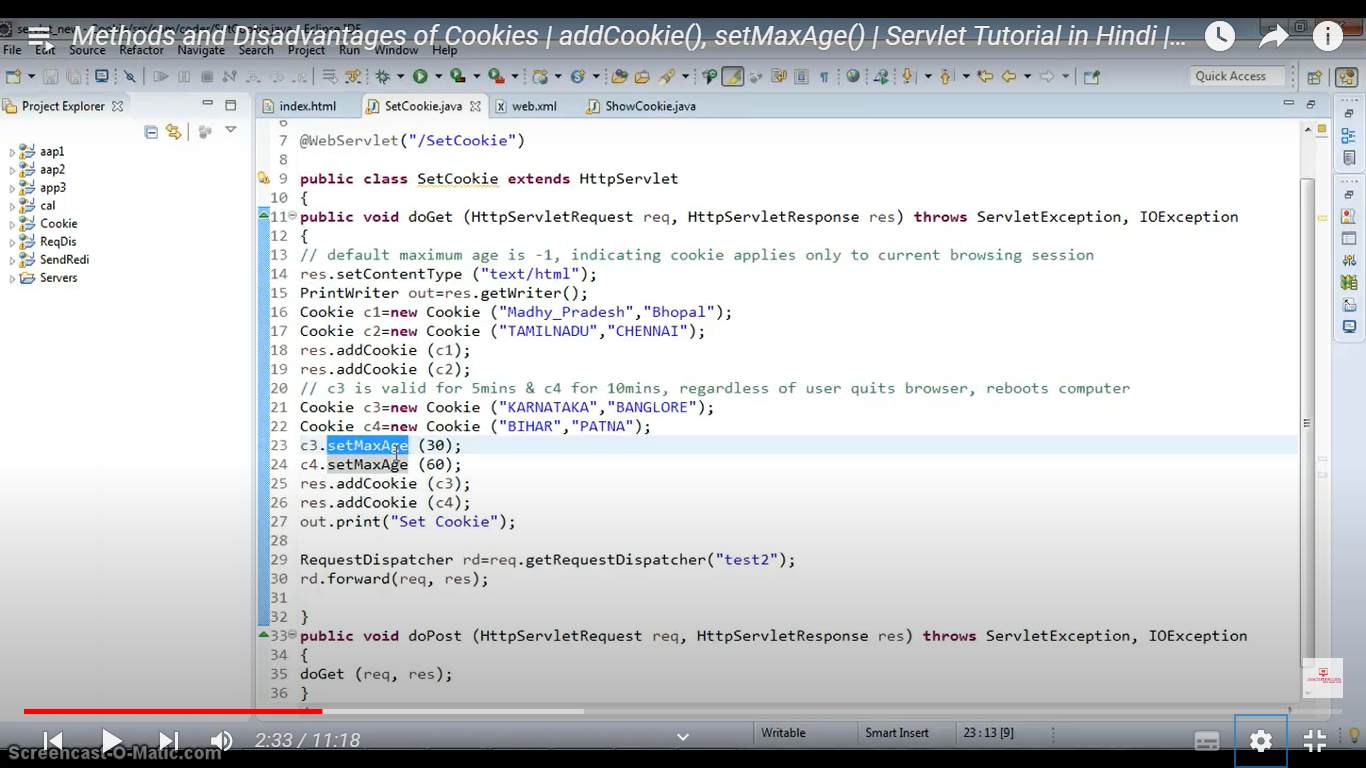 Methods and Disadvantages of Cookies | addCookie(), setMaxAge() | Servlet Tutorial in Hindi |...
File Edit Source Refactor Navigate Search Project Run Window Help
Quick Access
Project Explorer
index.html SetCookie.java web.xml ShowCookie.java
aap1
aap2
app3
cal
Cookie
ReqDis
SendRedi
Servers
6
7 @WebServlet("/SetCookie")
8
9 public class SetCookie extends HttpServlet
10 {
11 public void doGet (HttpServletRequest req, HttpServletResponse res) throws ServletException, IOException
12 {
13 // default maximum age is -1, indicating cookie applies only to current browsing session
14 res.setContentType ("text/html");
15 PrintWriter out=res.getWriter();
16 Cookie c1=new Cookie ("Madhy_Pradesh","Bhopal");
17 Cookie c2=new Cookie ("TAMILNADU","CHENNAI");
18 res.addCookie (c1);
19 res.addCookie (c2);
20 // c3 is valid for 5mins & c4 for 10mins, regardless of user quits browser, reboots computer
21 Cookie c3=new Cookie ("KARNATAKA","BANGLORE");
22 Cookie c4=new Cookie ("BIHAR","PATNA");
23 c3.setMaxAge (30);
24 c4.setMaxAge (60);
25 res.addCookie (c3);
26 res.addCookie (c4);
27 out.print("Set Cookie");
28
29 RequestDispatcher rd=req.getRequestDispatcher("test2");
30 rd.forward(req, res);
31
32 }
33 public void doPost (HttpServletRequest req, HttpServletResponse res) throws ServletException, IOException
34 {
35 doGet (req, res);
36 }
Writable Smart Insert 23 : 13 [9]
2:33 / 11:18
Screencast-O-Matic.com